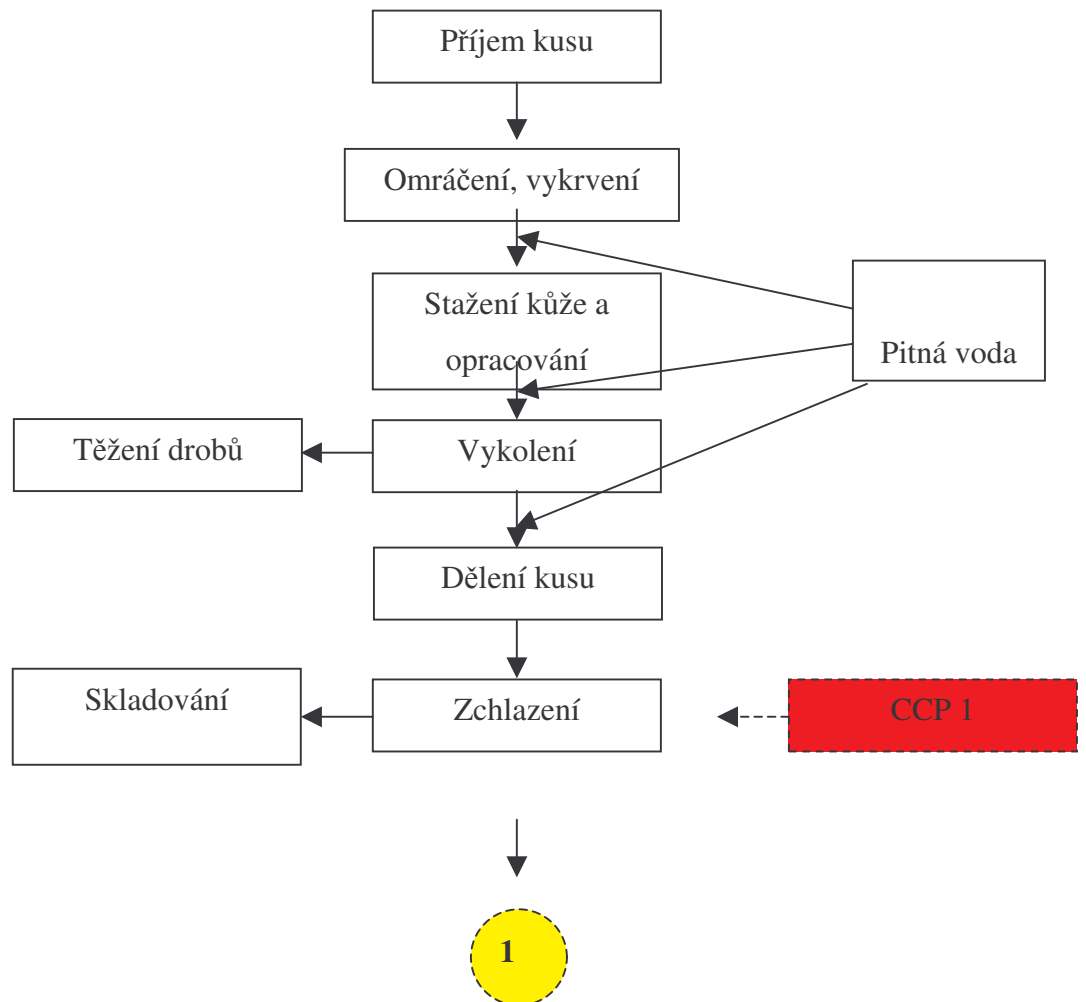 Příjem kusu
Omráčení, vykrvení
Stažení kůže a
opracování
Pitná voda
Těžení drobů
Vykolení
Dělení kusu
Skladování
Zchlazení
CCP 1
1